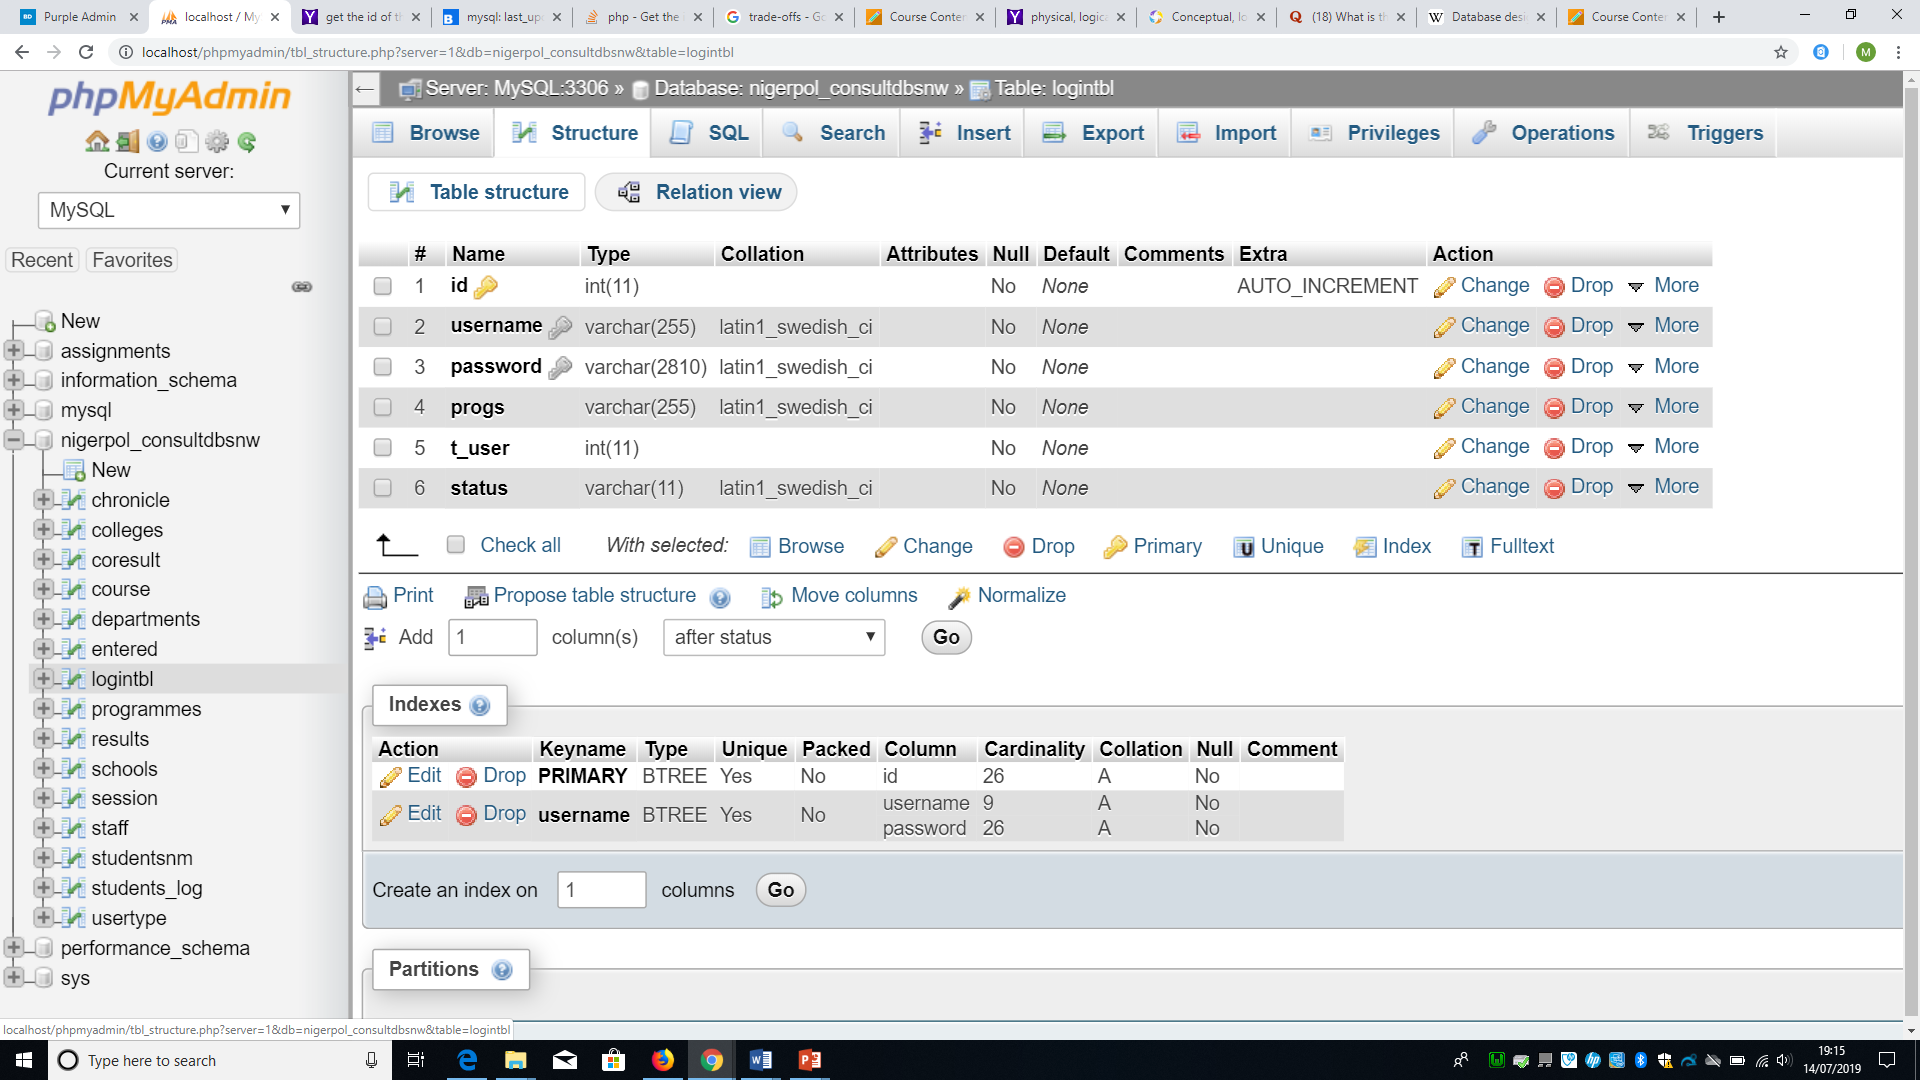 Purple Admin
localhost / My
get the id of th
mysql: last_up
php - Get the
trade-offs - Go
Course Conter
physical, logica
Conceptual, lo
(18) What is th
Database desi
Course Conter
localhost/phpmyadmin/tbl_structure.php?server=1&db=nigerpol_consultdbsnw&table=logintbl
M
phpMyAdmin
Current server:
MySQL
Recent Favorites
New
assignments
information_schema
mysql
nigerpol_consultdbsnw
New
chronicle
colleges
coresult
course
departments
entered
logintbl
programmes
results
schools
session
staff
studentsnm
students_log
usertype
performance_schema
sys
Server: MySQL:3306 » Database: nigerpol_consultdbsnw » Table: logintbl
Browse Structure SQL Search Insert Export Import Privileges Operations Triggers
Table structure Relation view
# Name Type Collation Attributes Null Default Comments Extra Action
1 id int(11) No None AUTO_INCREMENT Change Drop More
2 username varchar(255) latin1_swedish_ci No None Change Drop More
3 password varchar(2810) latin1_swedish_ci No None Change Drop More
4 progs varchar(255) latin1_swedish_ci No None Change Drop More
5 t_user int(11) No None Change Drop More
6 status varchar(11) latin1_swedish_ci No None Change Drop More
Check all With selected: Browse Change Drop Primary Unique Index Fulltext
Print Propose table structure Move columns Normalize
Add 1 column(s) after status Go
Indexes
Action Keyname Type Unique Packed Column Cardinality Collation Null Comment
Edit Drop PRIMARY BTREE Yes No id 26 A No
Edit Drop username BTREE Yes No username 9 A No
password 26 A No
Create an index on 1 columns Go
Partitions
localhost/phpmyadmin/tbl_structure.php?server=1&db=nigerpol_consultdbsnw&table=logintbl
Type here to search
19:15
14/07/2019